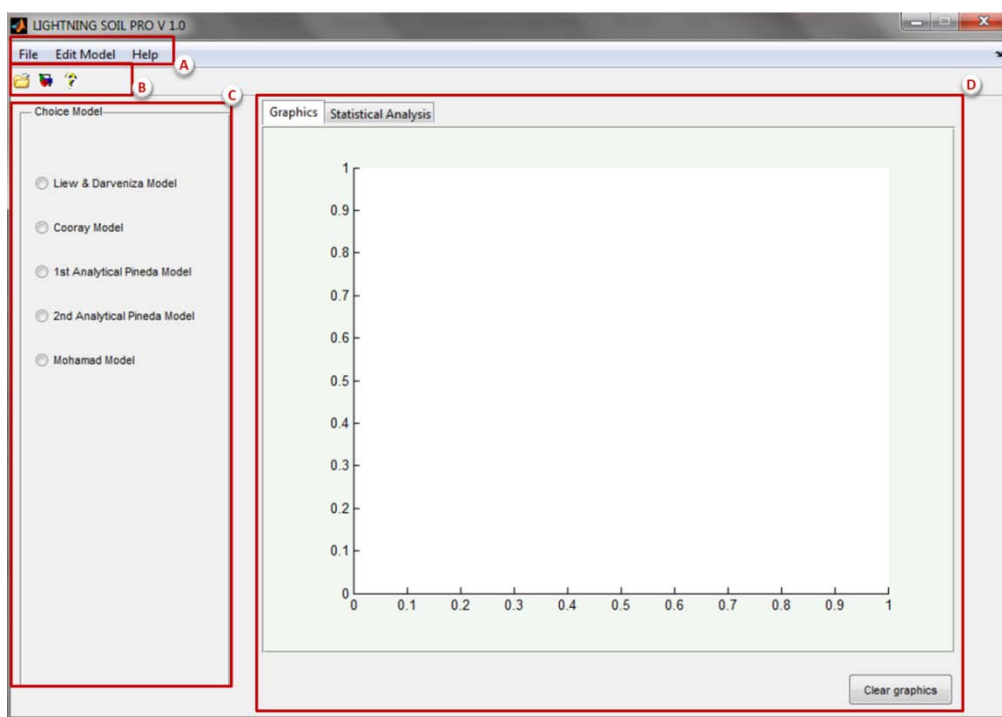 LIGHTNING SOIL PRO V 1.0
File Edit Model Help
A
B
C
D
Choice Model
Liew & Darveniza Model
Cooray Model
1st Analytical Pineda Model
2nd Analytical Pineda Model
Mohamad Model
Graphics Statistical Analysis
1
0.9
0.8
0.7
0.6
0.5
0.4
0.3
0.2
0.1
0
0 0.1 0.2 0.3 0.4 0.5 0.6 0.7 0.8 0.9 1
Clear graphics